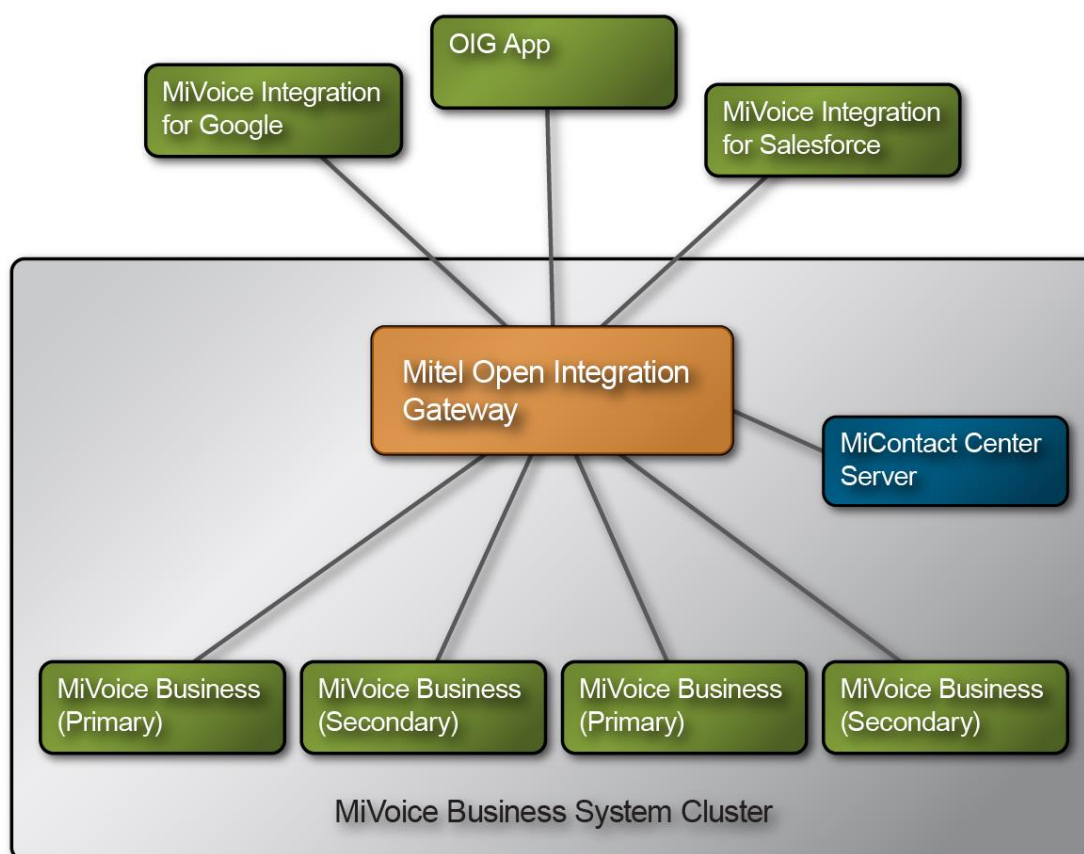 OIG App
MiVoice Integration
for Google
MiVoice Integration
for Salesforce
Mitel Open Integration
Gateway
MiContact Center
Server
MiVoice Business
(Primary)
MiVoice Business
(Secondary)
MiVoice Business
(Primary)
MiVoice Business
(Secondary)
MiVoice Business System Cluster